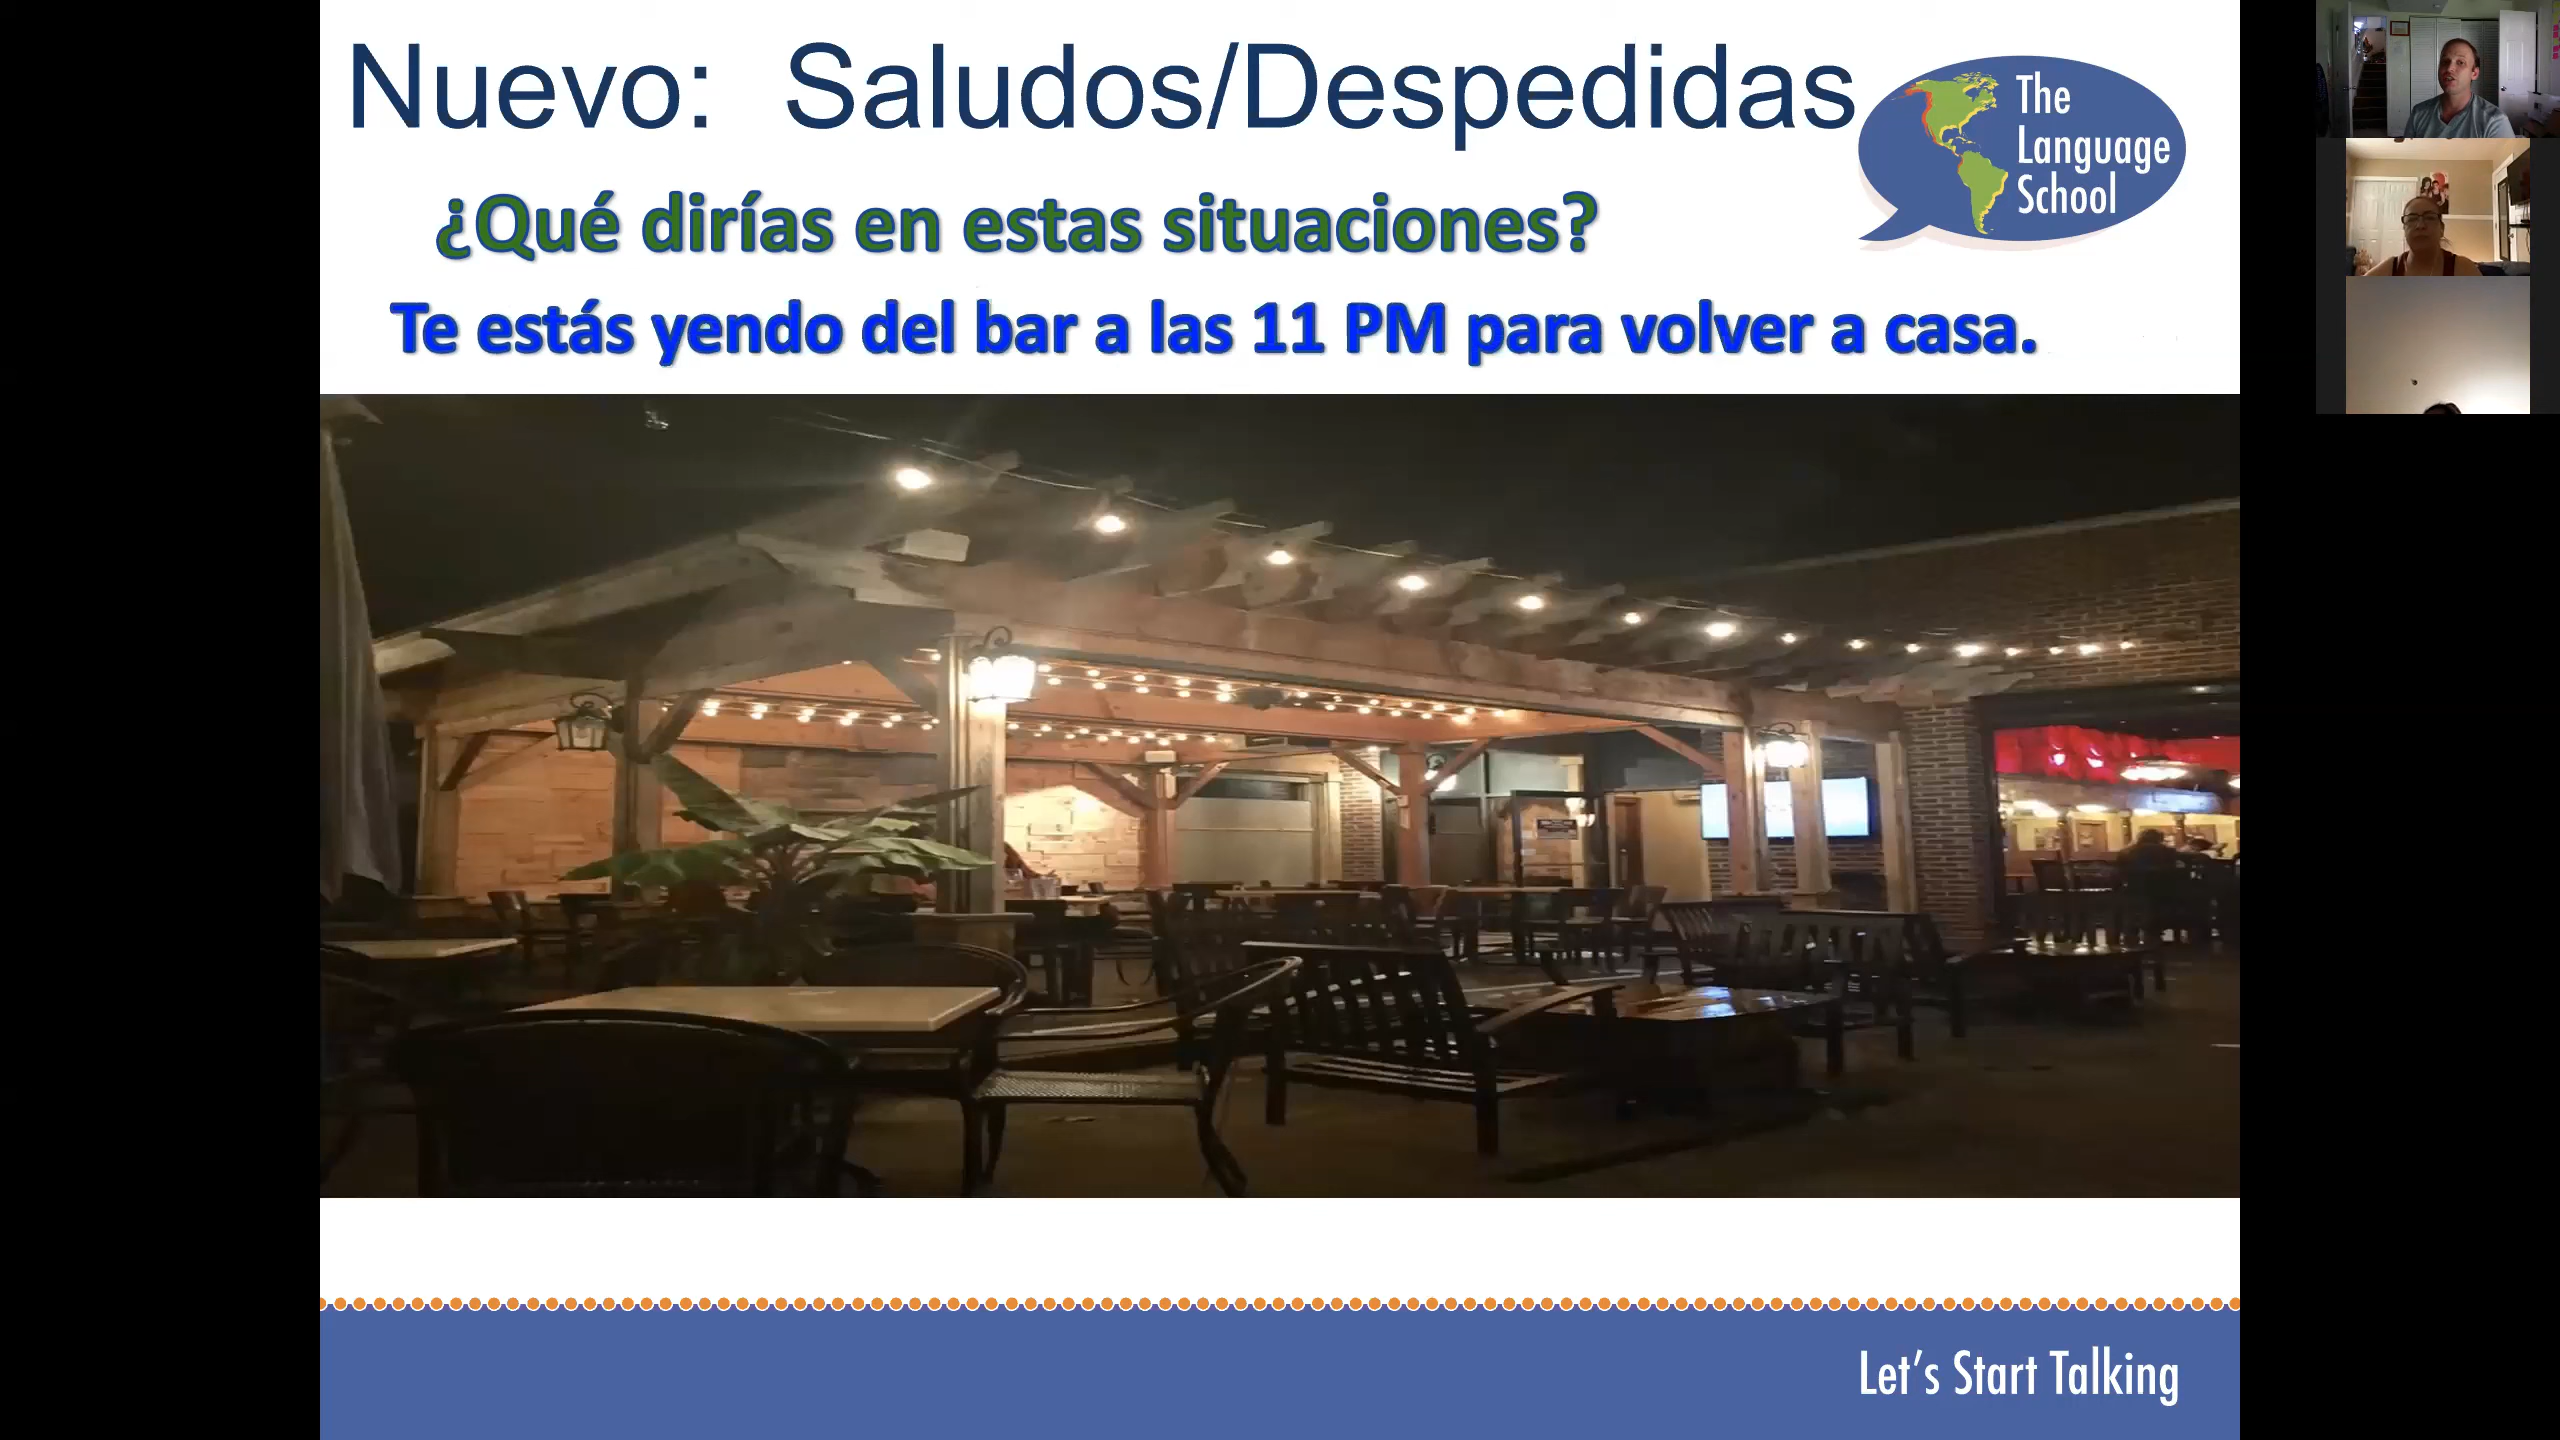 Nuevo: Saludos/Despedidas
The
Language
School
¿Qué dirías en estas situaciones?
Te estás yendo del bar a las 11 PM para volver a casa.
Let's Start Talking